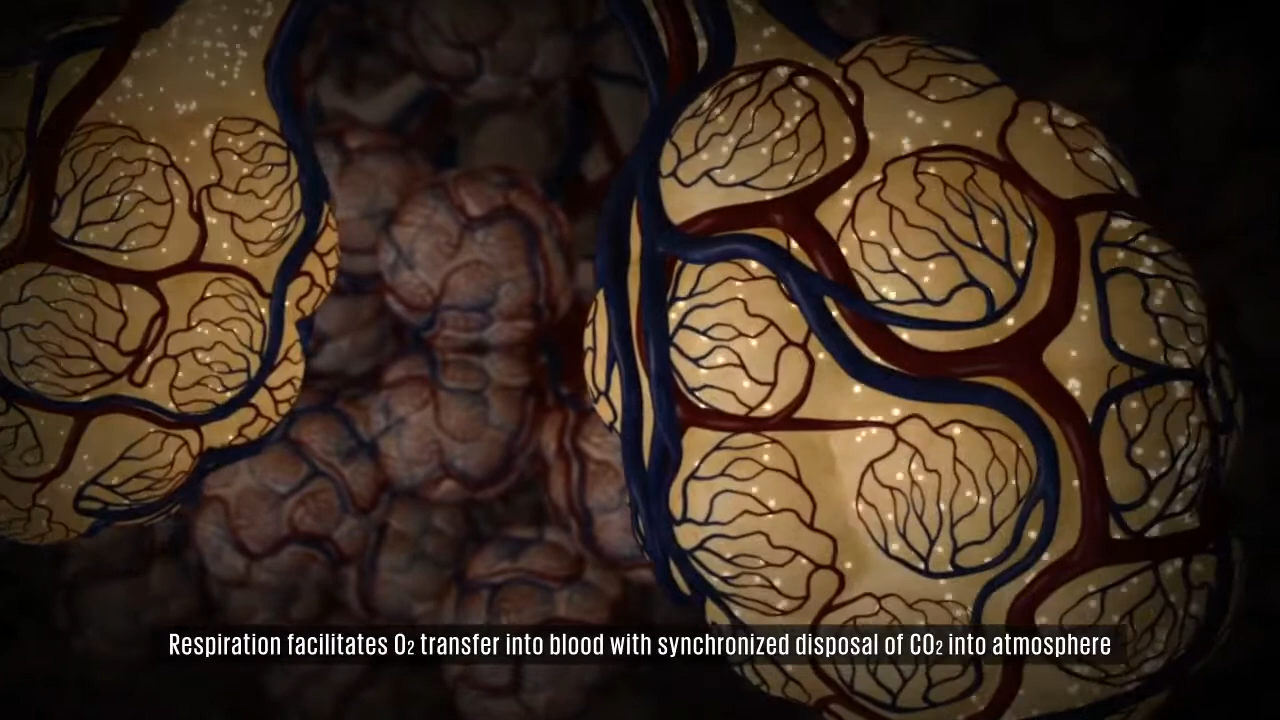 Respiration facilitates O₂ transfer into blood with synchronized disposal of CO₂ into atmosphere